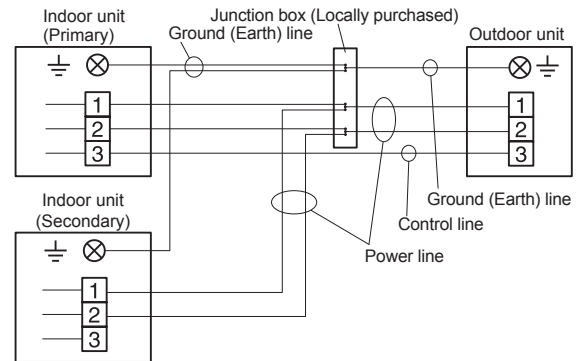 Indoor unit
(Primary)
Junction box (Locally purchased)
Ground (Earth) line
Outdoor unit
1
2
3
1
2
3
Ground (Earth) line
Control line
Power line
Indoor unit
(Secondary)
1
2
3